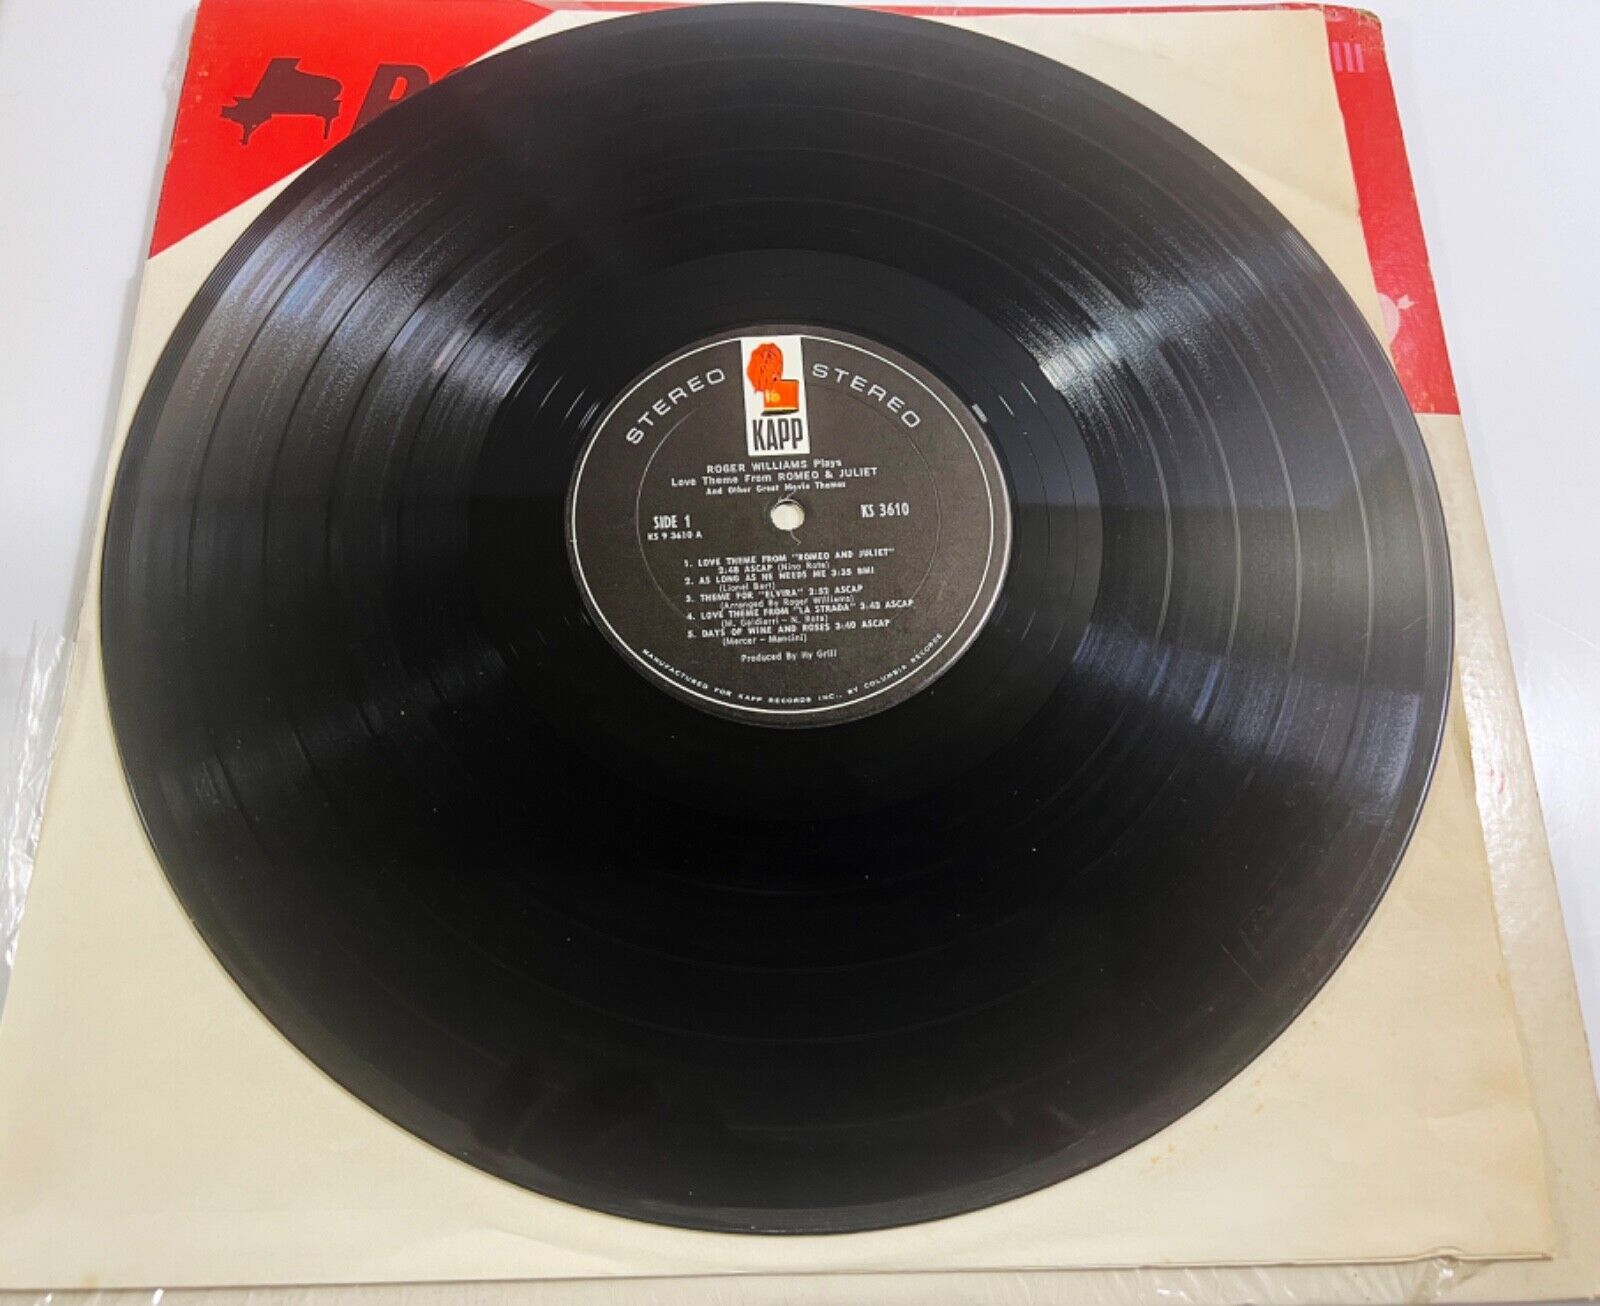 STEREO STEREO
KAPP
ROGER WILLIAMS Plays
Love Theme From ROMEO & JULIET
And Other Great Movie Themes
SIDE 1 KS 3610
KS 9 3610 A
1. LOVE THEME FROM "ROMEO AND JULIET"
2:48 ASCAP (Nino Rota)
2. AS LONG AS HE NEEDS ME 3:35 BMI
(Lionel Bart)
3. THEME FOR "ELVIRA" 2:52 ASCAP
(Arranged By Roger Williams)
4. LOVE THEME FROM "LA STRADA" 3:43 ASCAP
(M. Galdieri - N. Rota)
5. DAYS OF WINE AND ROSES 3:40 ASCAP
(Mercer - Mancini)
Produced By Hy Grill
MANUFACTURED FOR KAPP RECORDS INC., BY COLUMBIA RECORDS